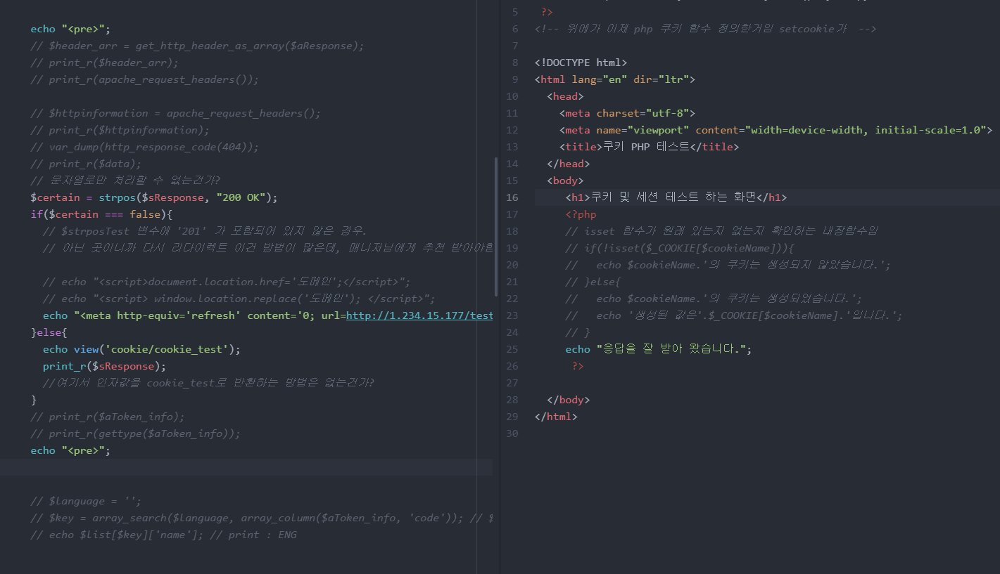 echo "<pre>";
// $header_arr = get_http_header_as_array($aResponse);
// print_r($header_arr);
// print_r(apache_request_headers());
// $httpinformation = apache_request_headers();
// print_r($httpinformation);
// var_dump(http_response_code(404));
// print_r($data);
// 문자열로만 처리할 수 없는건가?
$certain = strpos($sResponse, "200 OK");
if($certain === false){
// $strposTest 변수에 '201' 가 포함되어 있지 않은 경우.
// 아닌 곳이니까 다시 리다이렉트 이건 방법이 많은데, 매니저님에게 추천 받아야함
// echo "<script>document.location.href='도메인';</script>";
// echo "<script> window.location.replace('도메인'); </script>";
echo "<meta http-equiv='refresh' content='0; url=http://1.234.15.177/test
}else{
echo view('cookie/cookie_test');
print_r($sResponse);
//여기서 인자값을 cookie_test로 반환하는 방법은 없는건가?
}
// print_r($aToken_info);
// print_r(gettype($aToken_info));
echo "<pre>";
// $language = '';
// $key = array_search($language, array_column($aToken_info, 'code')); // $
// echo $list[$key]['name']; // print : ENG
5 ?>
6 <!-- 위에가 이제 php 쿠키 함수 정의한거임 setcookie가 -->
7
8 <!DOCTYPE html>
9 <html lang="en" dir="ltr">
10 <head>
11 <meta charset="utf-8">
12 <meta name="viewport" content="width=device-width, initial-scale=1.0">
13 <title>쿠키 PHP 테스트</title>
14 </head>
15 <body>
16 <h1>쿠키 및 세션 테스트 하는 화면</h1>
17 <?php
18 // isset 함수가 원래 있는지 없는지 확인하는 내장함수임
19 // if(!isset($_COOKIE[$cookieName])){
20 // echo $cookieName.'의 쿠키는 생성되지 않았습니다.';
21 // }else{
22 // echo $cookieName.'의 쿠키는 생성되었습니다.';
23 // echo '생성된 값은'.$_COOKIE[$cookieName].'입니다.';
24 // }
25 echo "응답을 잘 받아 왔습니다.";
26 ?>
27
28 </body>
29 </html>
30